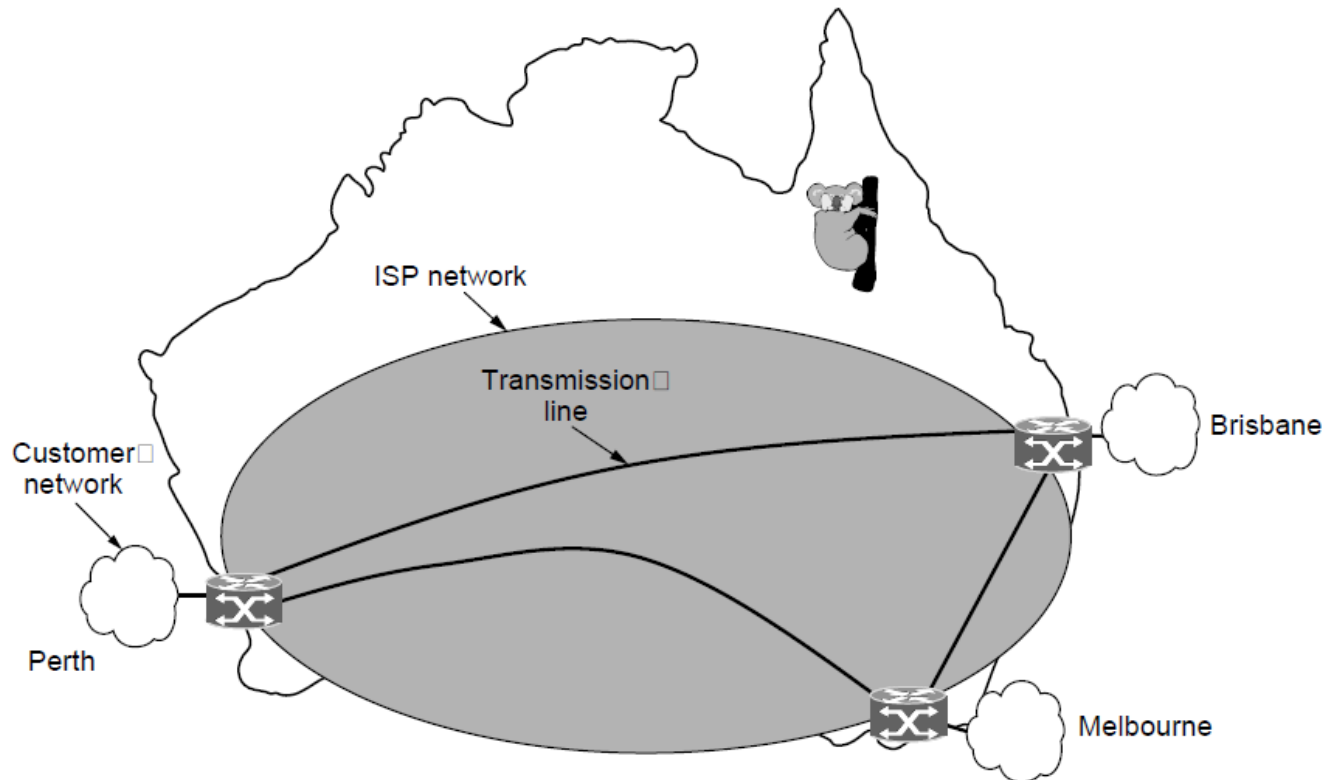 ISP network
Transmission□
line
Brisbane
Customer□
network
Perth
Melbourne